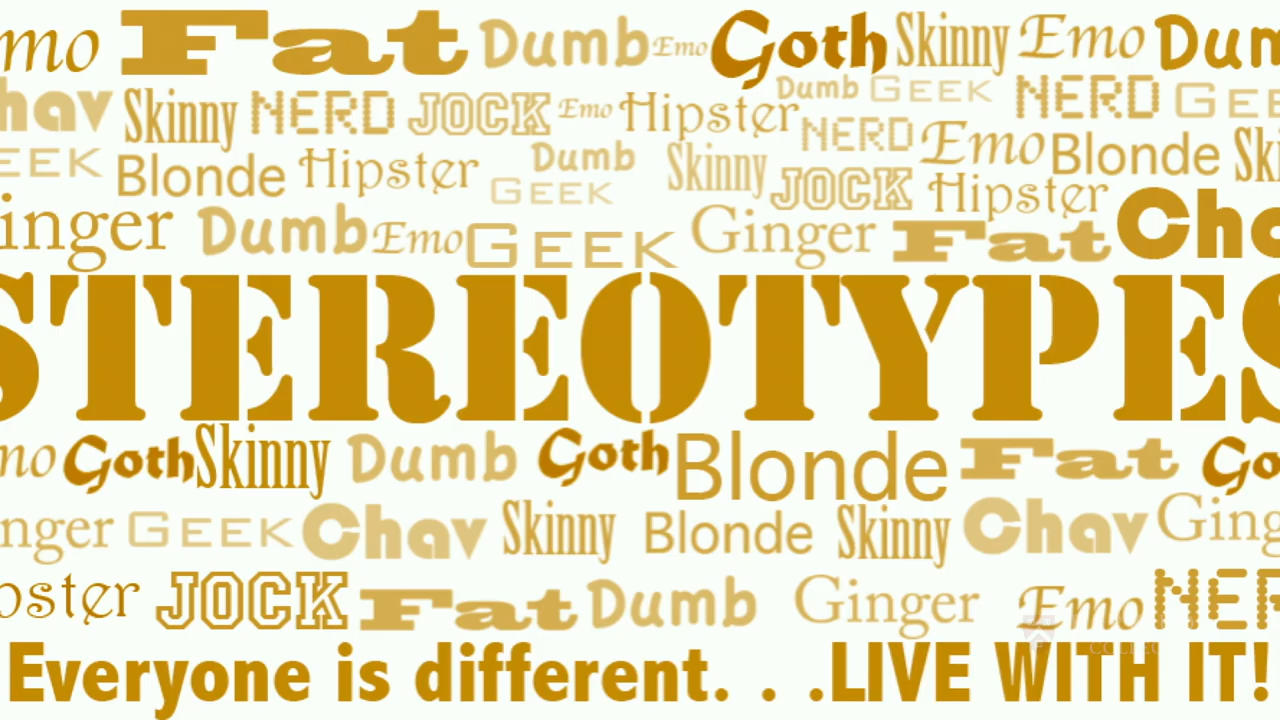 mo Fat Dumb Emo Goth Skinny Emo Dum
hav Skinny NERD JOCK Emo Hipster Dumb GEEK NERD GEE
EEK Blonde Hipster Dumb GEEK Skinny JOCK NERD Emo Hipster Blonde Sk
inger Dumb Emo GEEK Ginger Fat Cha
STEREOTYPES
mo Goth Skinny Dumb Goth Blonde Fat Go
nger GEEK Chav Skinny Blonde Skinny Chav Ging
pster JOCK Fat Dumb Ginger Emo NER
Everyone is different. . .LIVE WITH IT!